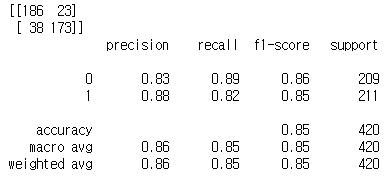 [[186 23]
[ 38 173]]
precision recall f1-score support
0 0.83 0.89 0.86 209
1 0.88 0.82 0.85 211
accuracy 0.85 420
macro avg 0.86 0.85 0.85 420
weighted avg 0.86 0.85 0.85 420